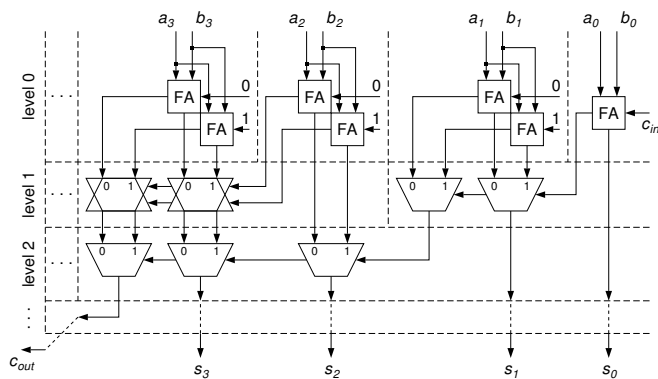 a3 b3 a2 b2 a1 b1 a0 b0
level 0 · · · 0 0 0
FA FA FA FA
1 1 1
FA FA FA cin
level 1 · · · 0 1 0 1 0 1 0 1
level 2 · · · 0 1 0 1 0 1
· · ·
cout s3 s2 s1 s0